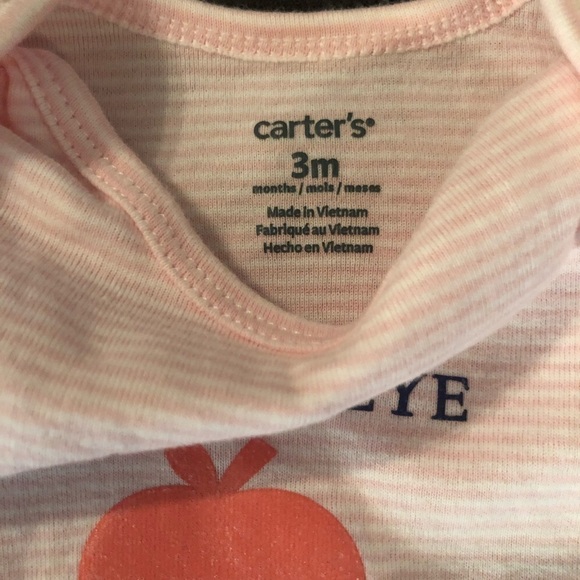 carter's®
3m
months / mois / meses
Made in Vietnam
Fabriqué au Vietnam
Hecho en Vietnam
EYE